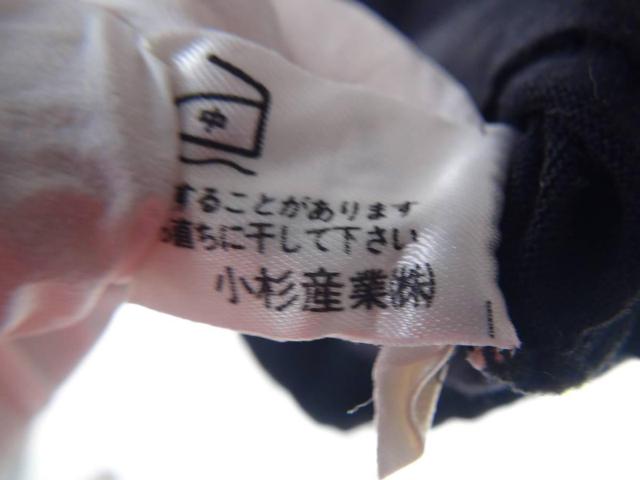 中
することがあります
直ちに干して下さい
小杉産業㈱